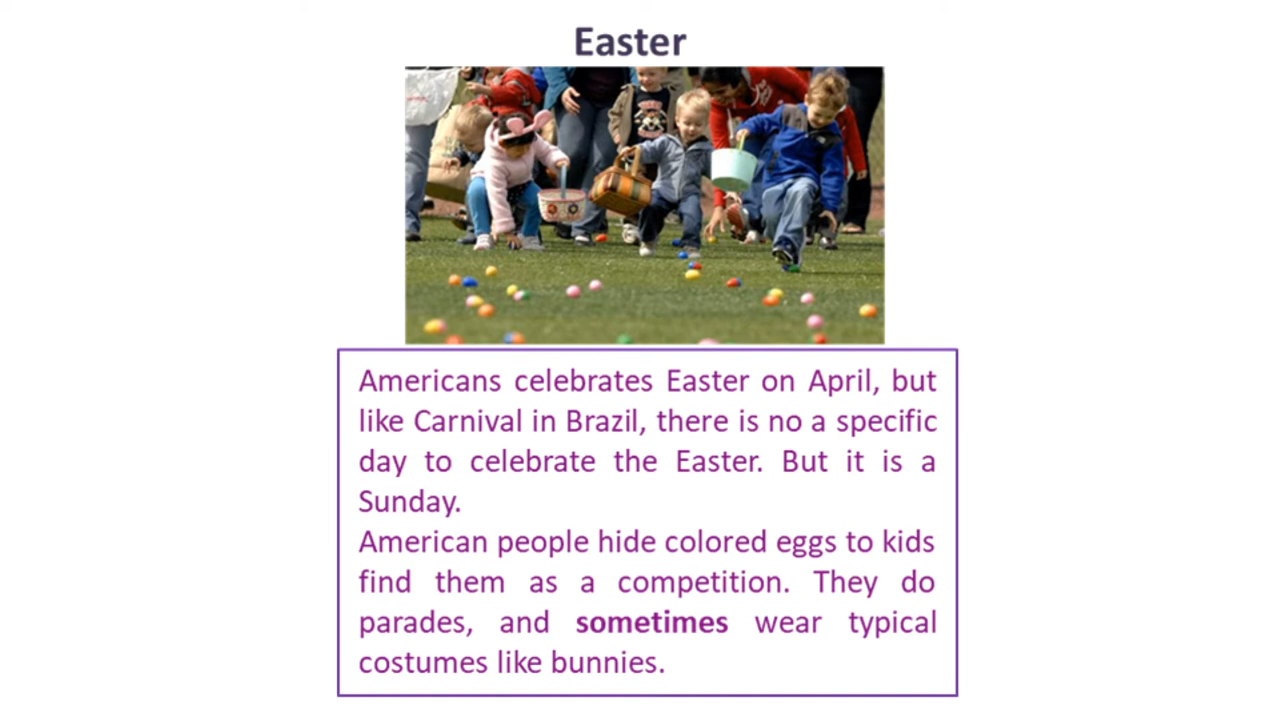 Easter
Americans celebrates Easter on April, but
like Carnival in Brazil, there is no a specific
day to celebrate the Easter. But it is a
Sunday.
American people hide colored eggs to kids
find them as a competition. They do
parades, and sometimes wear typical
costumes like bunnies.